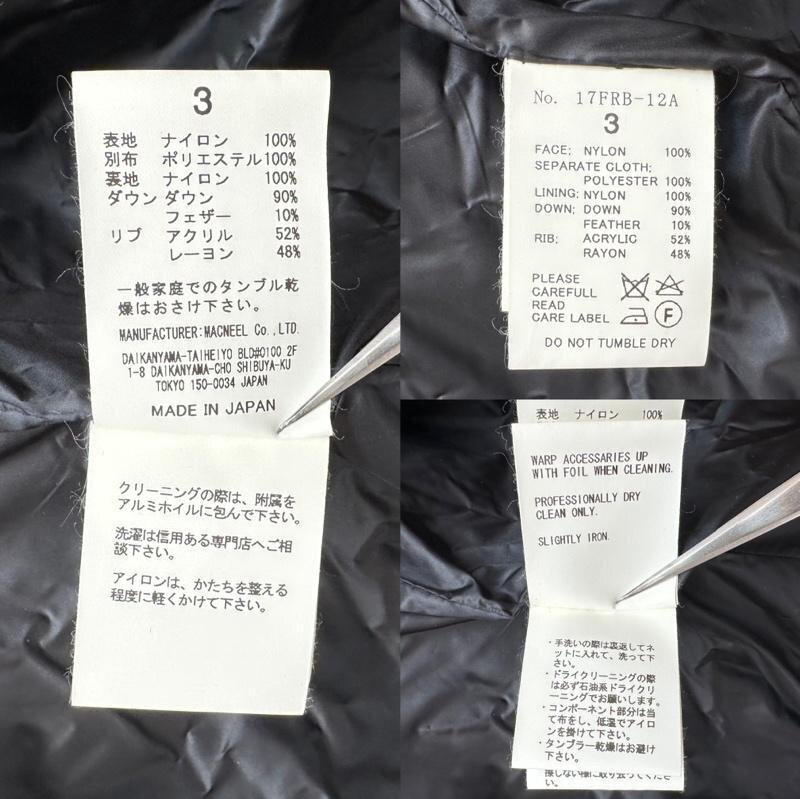 3
表地 ナイロン 100%
別布 ポリエステル100%
裏地 ナイロン 100%
ダウン ダウン 90%
フェザー 10%
リブ アクリル 52%
レーヨン 48%
一般家庭でのタンブル乾
燥はおさけ下さい。
MANUFACTURER:MACNEEL Co.,LTD.
DAIKANYAMA-TAIHEIYO BLD#0100 2F
1-8 DAIKANYAMA-CHO SHIBUYA-KU
TOKYO 150-0034 JAPAN
MADE IN JAPAN
クリーニングの際は、附属を
アルミホイルに包んで下さい。
洗濯は信用ある専門店へご相
談下さい。
アイロンは、かたちを整える
程度に軽くかけて下さい。
No. 17FRB-12A
3
FACE; NYLON 100%
SEPARATE CLOTH;
POLYESTER 100%
LINING; NYLON 100%
DOWN; DOWN 90%
FEATHER 10%
RIB; ACRYLIC 52%
RAYON 48%
PLEASE
CAREFULL
READ
CARE LABEL
F
DO NOT TUMBLE DRY
表地 ナイロン 100%
WARP ACCESSARIES UP
WITH FOIL WHEN CLEANING.
PROFESSIONALLY DRY
CLEAN ONLY.
SLIGHTLY IRON.
・手洗いの際は裏返してネ
ットに入れて、洗って下
さい。
・ドライクリーニングの際
は必ず石油系ドライクリ
ーニングでお願いします。
・コンポーネント部分は当
て布をし、低温でアイロ
ンを掛けて下さい。
・タンブラー乾燥はお避け
下さい。
い。